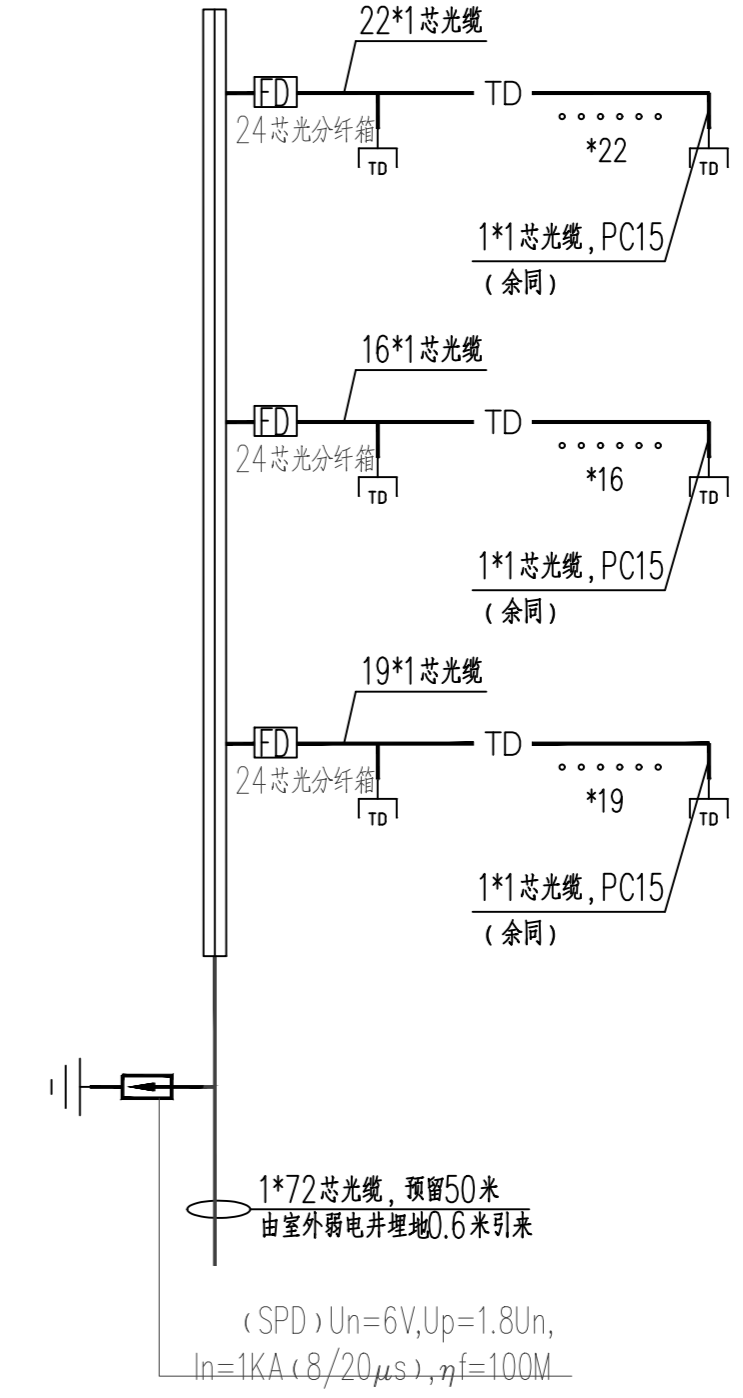 22*1芯光缆
FD
TD
24芯光分纤箱
*22
TD
TD
1*1芯光缆,PC15
(余同)
16*1芯光缆
FD
TD
24芯光分纤箱
*16
TD
TD
1*1芯光缆,PC15
(余同)
19*1芯光缆
FD
TD
24芯光分纤箱
*19
TD
TD
1*1芯光缆,PC15
(余同)
1*72芯光缆,预留50米
由室外弱电井埋地0.6米引来
(SPD)Un=6V,Up=1.8Un,
In=1KA(8/20μs),ηf=100M